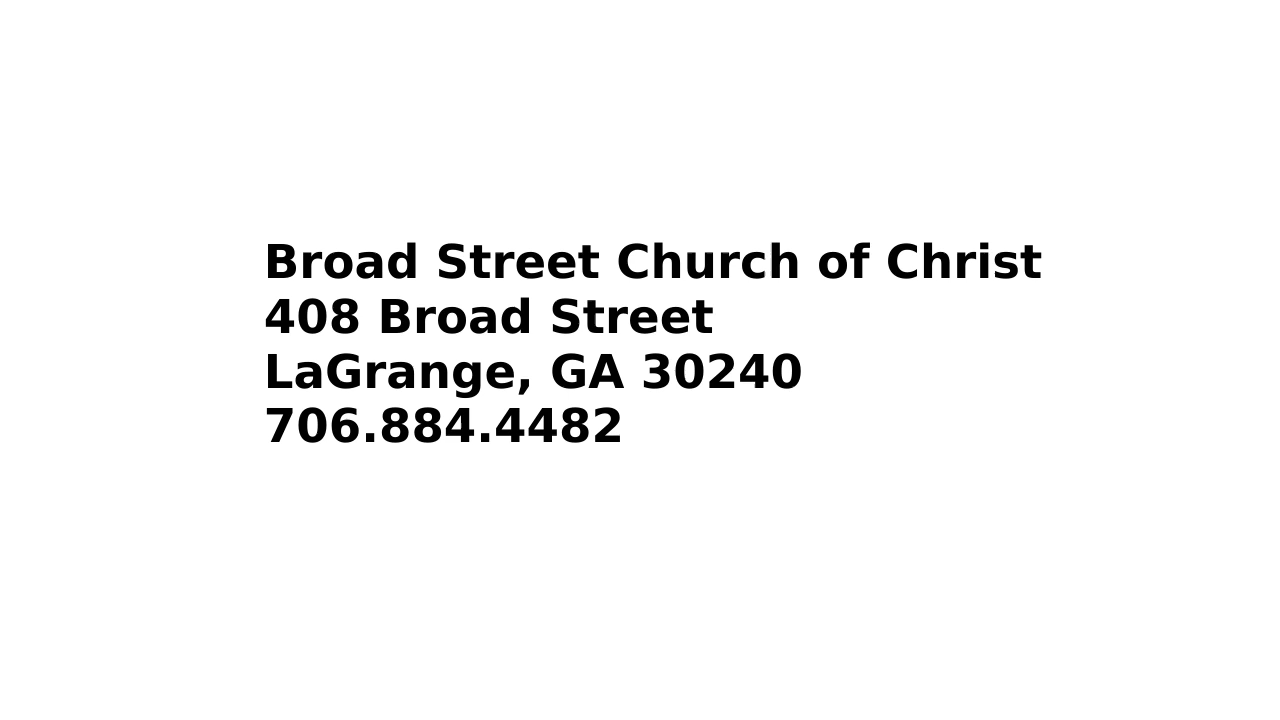 Broad Street Church of Christ
408 Broad Street
LaGrange, GA 30240
706.884.4482